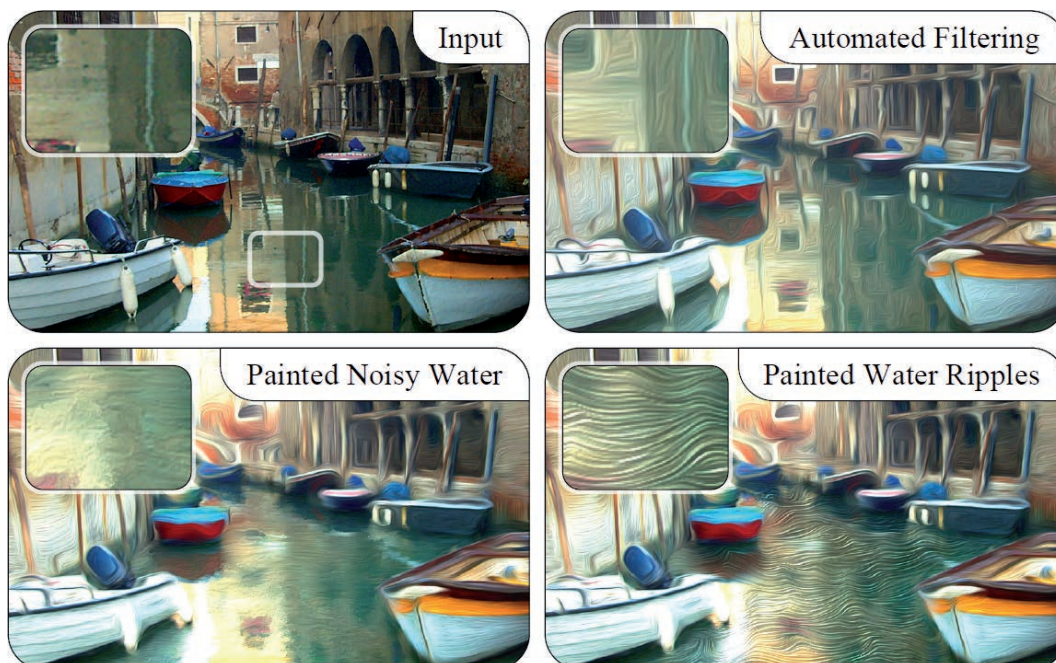 Input
Automated Filtering
Painted Noisy Water
Painted Water Ripples